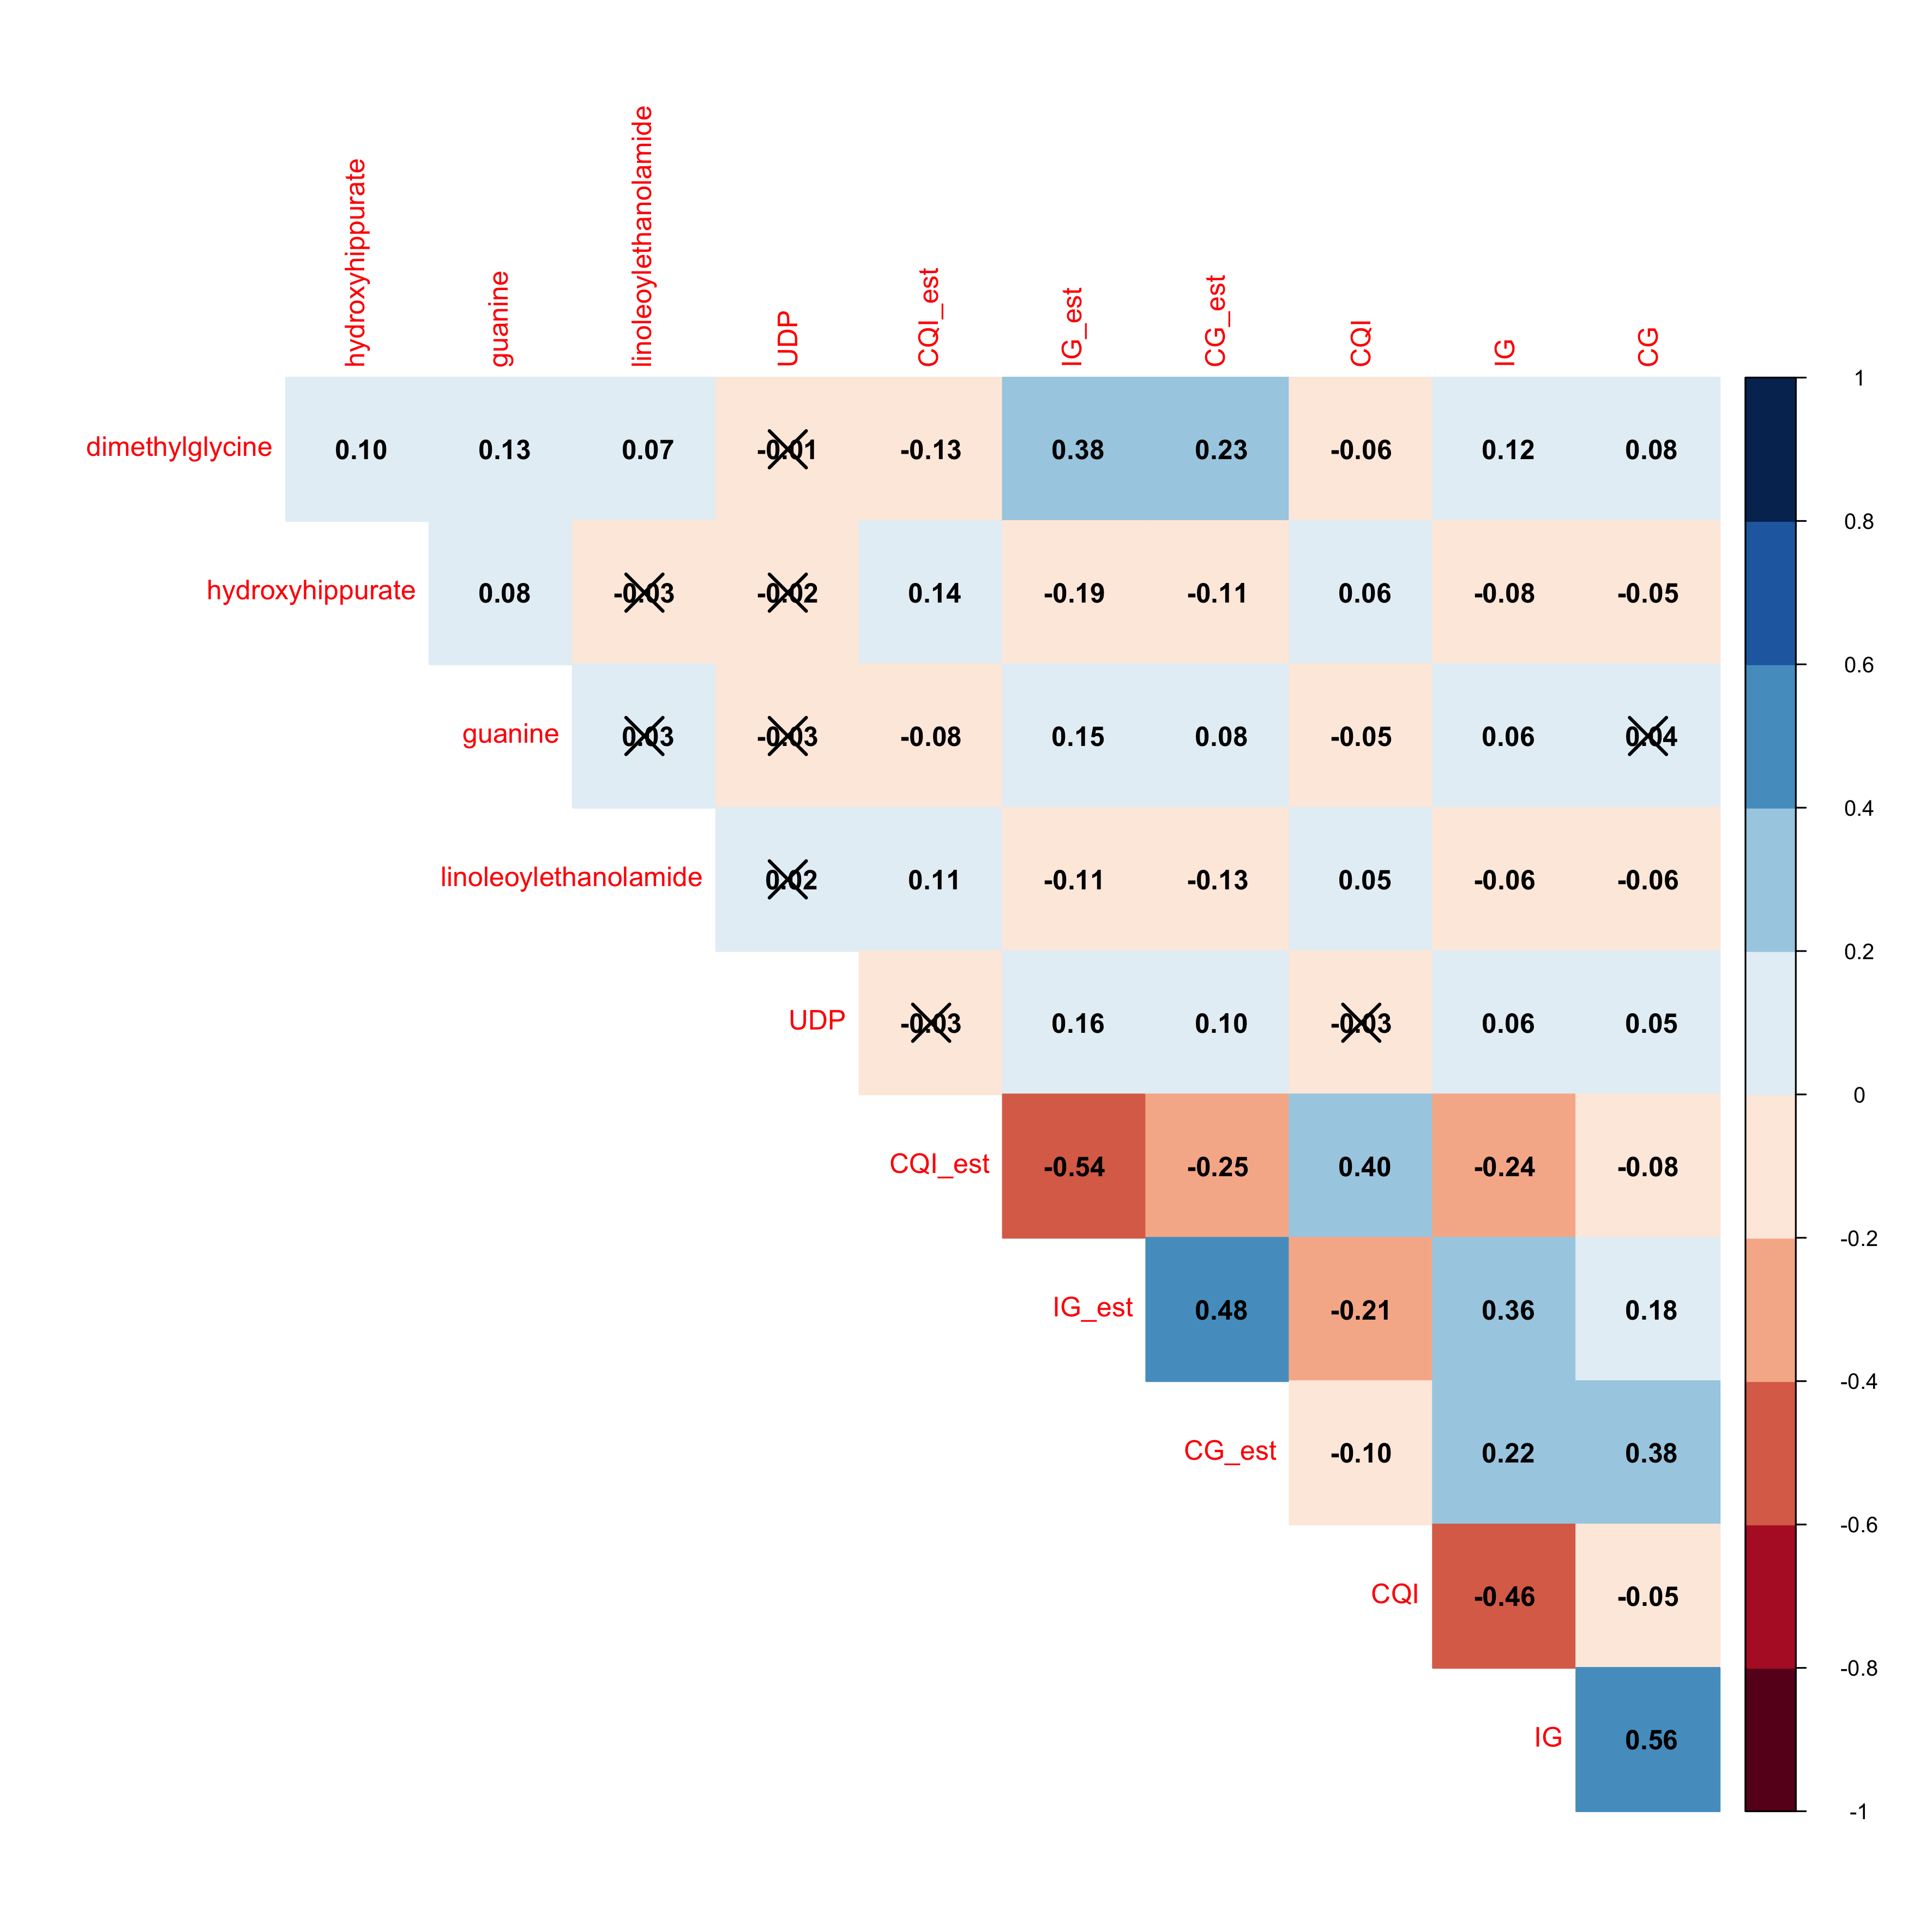 hydroxyhippurate guanine linoleoylethanolamide UDP CQI_est IG_est CG_est CQI IG CG
dimethylglycine 0.10 0.13 0.07 -0.01 -0.13 0.38 0.23 -0.06 0.12 0.08
hydroxyhippurate 0.08 -0.03 -0.02 0.14 -0.19 -0.11 0.06 -0.08 -0.05
guanine 0.03 -0.03 -0.08 0.15 0.08 -0.05 0.06 0.04
linoleoylethanolamide 0.02 0.11 -0.11 -0.13 0.05 -0.06 -0.06
UDP -0.03 0.16 0.10 -0.03 0.06 0.05
CQI_est -0.54 -0.25 0.40 -0.24 -0.08
IG_est 0.48 -0.21 0.36 0.18
CG_est -0.10 0.22 0.38
CQI -0.46 -0.05
IG 0.56
1
0.8
0.6
0.4
0.2
0
-0.2
-0.4
-0.6
-0.8
-1